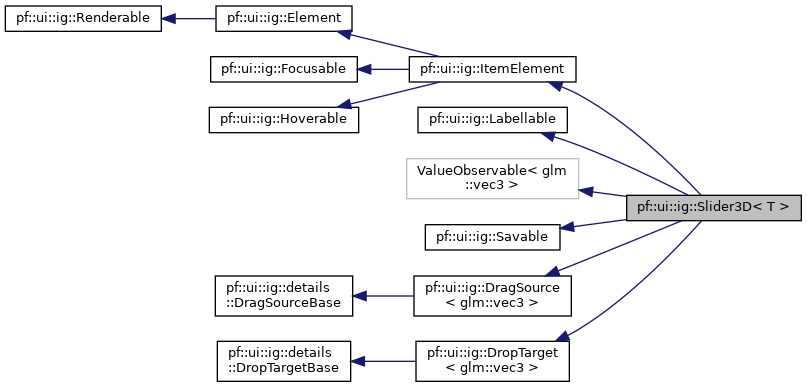 pf::ui::ig::Renderable
pf::ui::ig::Element
pf::ui::ig::Focusable
pf::ui::ig::ItemElement
pf::ui::ig::Hoverable
pf::ui::ig::Labellable
ValueObservable< glm
::vec3 >
pf::ui::ig::Slider3D< T >
pf::ui::ig::Savable
pf::ui::ig::details
::DragSourceBase
pf::ui::ig::DragSource
< glm::vec3 >
pf::ui::ig::details
::DropTargetBase
pf::ui::ig::DropTarget
< glm::vec3 >